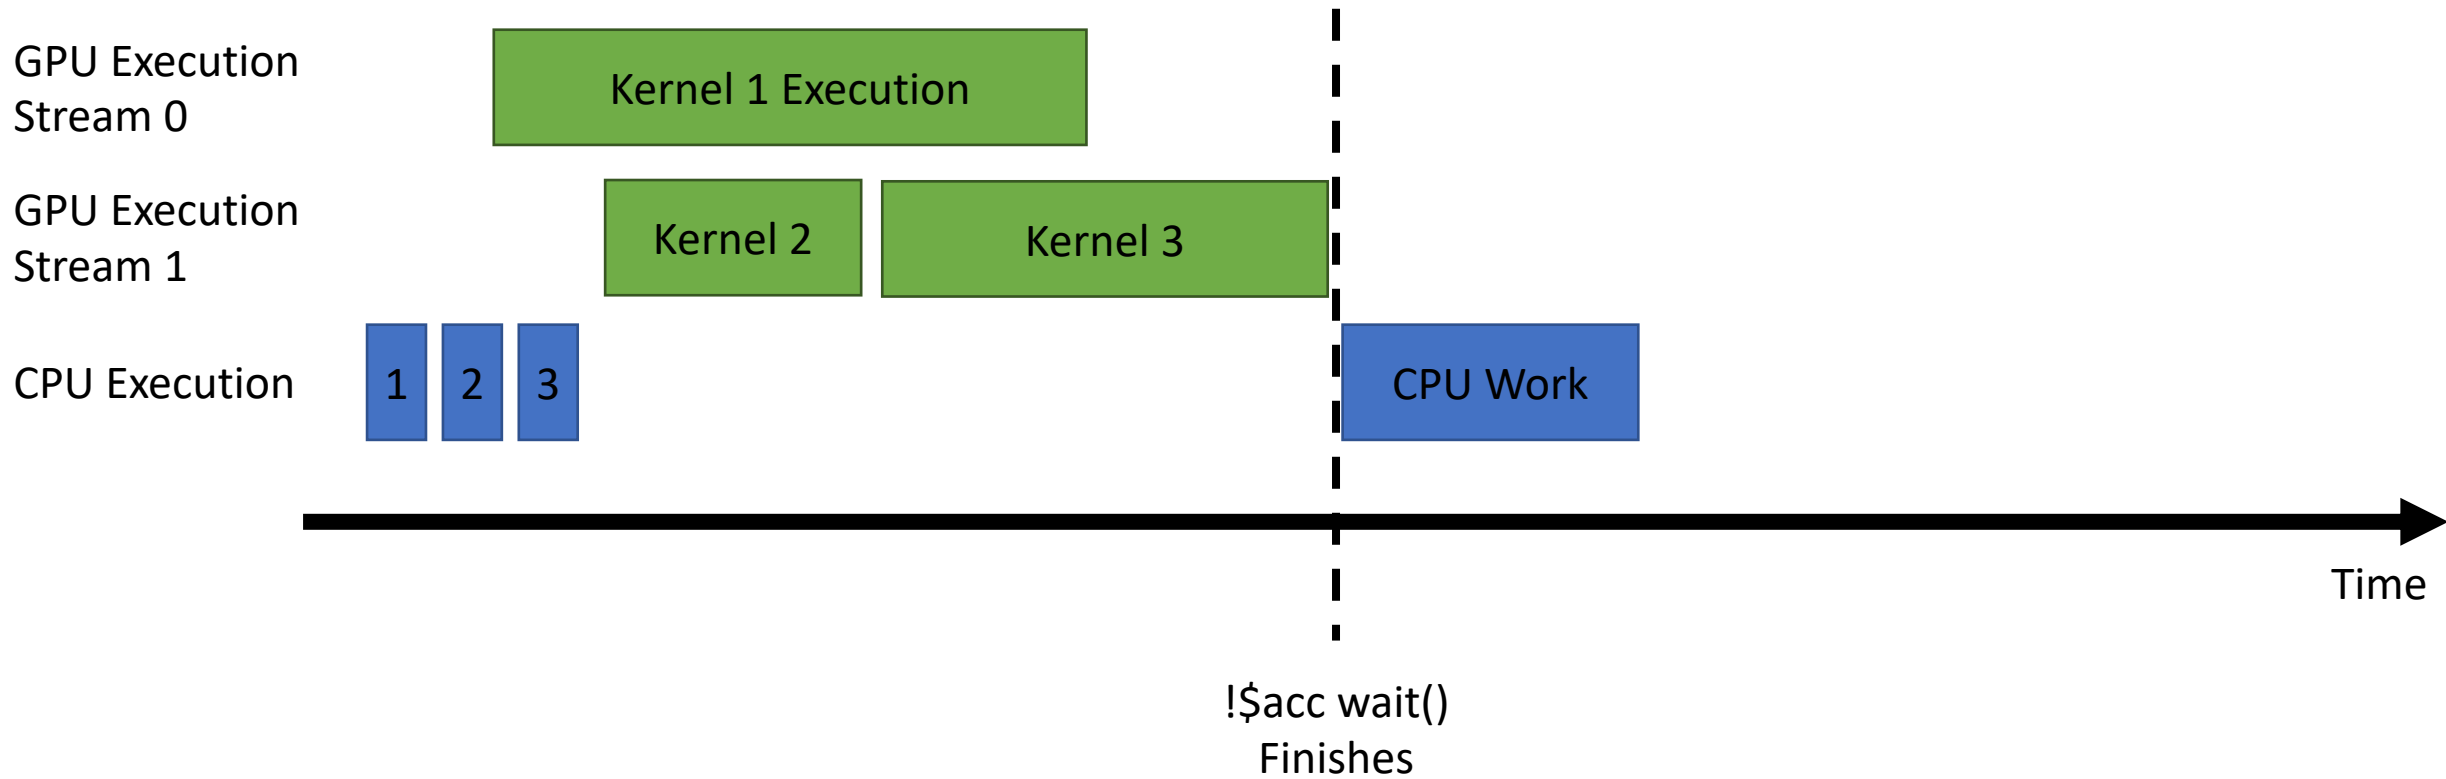 GPU Execution
Stream 0
Kernel 1 Execution
GPU Execution
Stream 1
Kernel 2
Kernel 3
CPU Execution
1
2
3
CPU Work
Time
!$acc wait()
Finishes